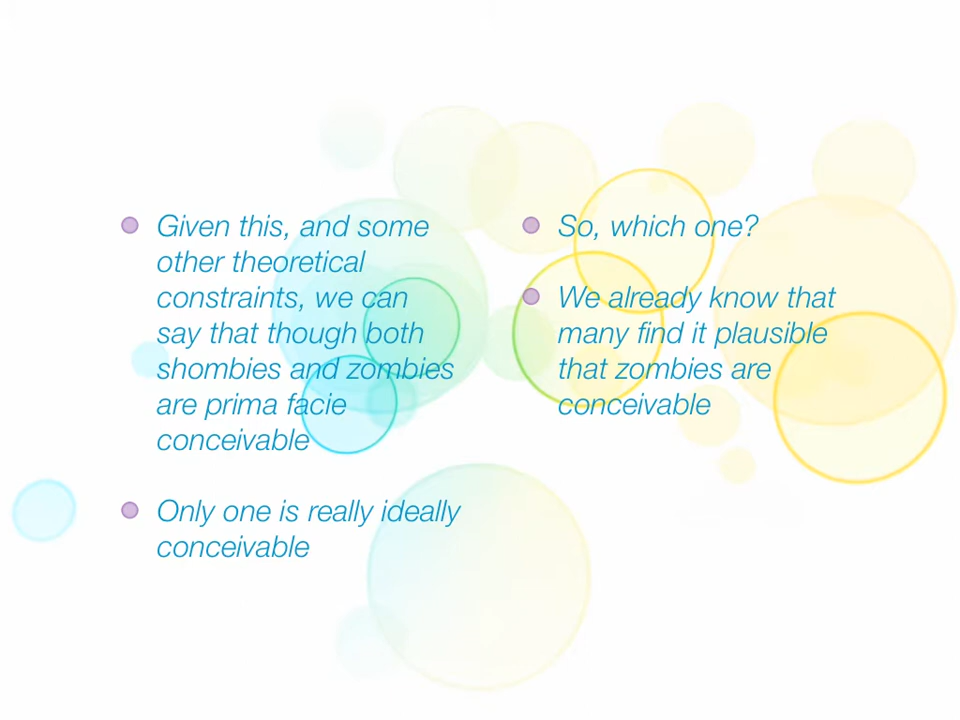 Given this, and some
other theoretical
constraints, we can
say that though both
shombies and zombies
are prima facie
conceivable
Only one is really ideally
conceivable
So, which one?
We already know that
many find it plausible
that zombies are
conceivable